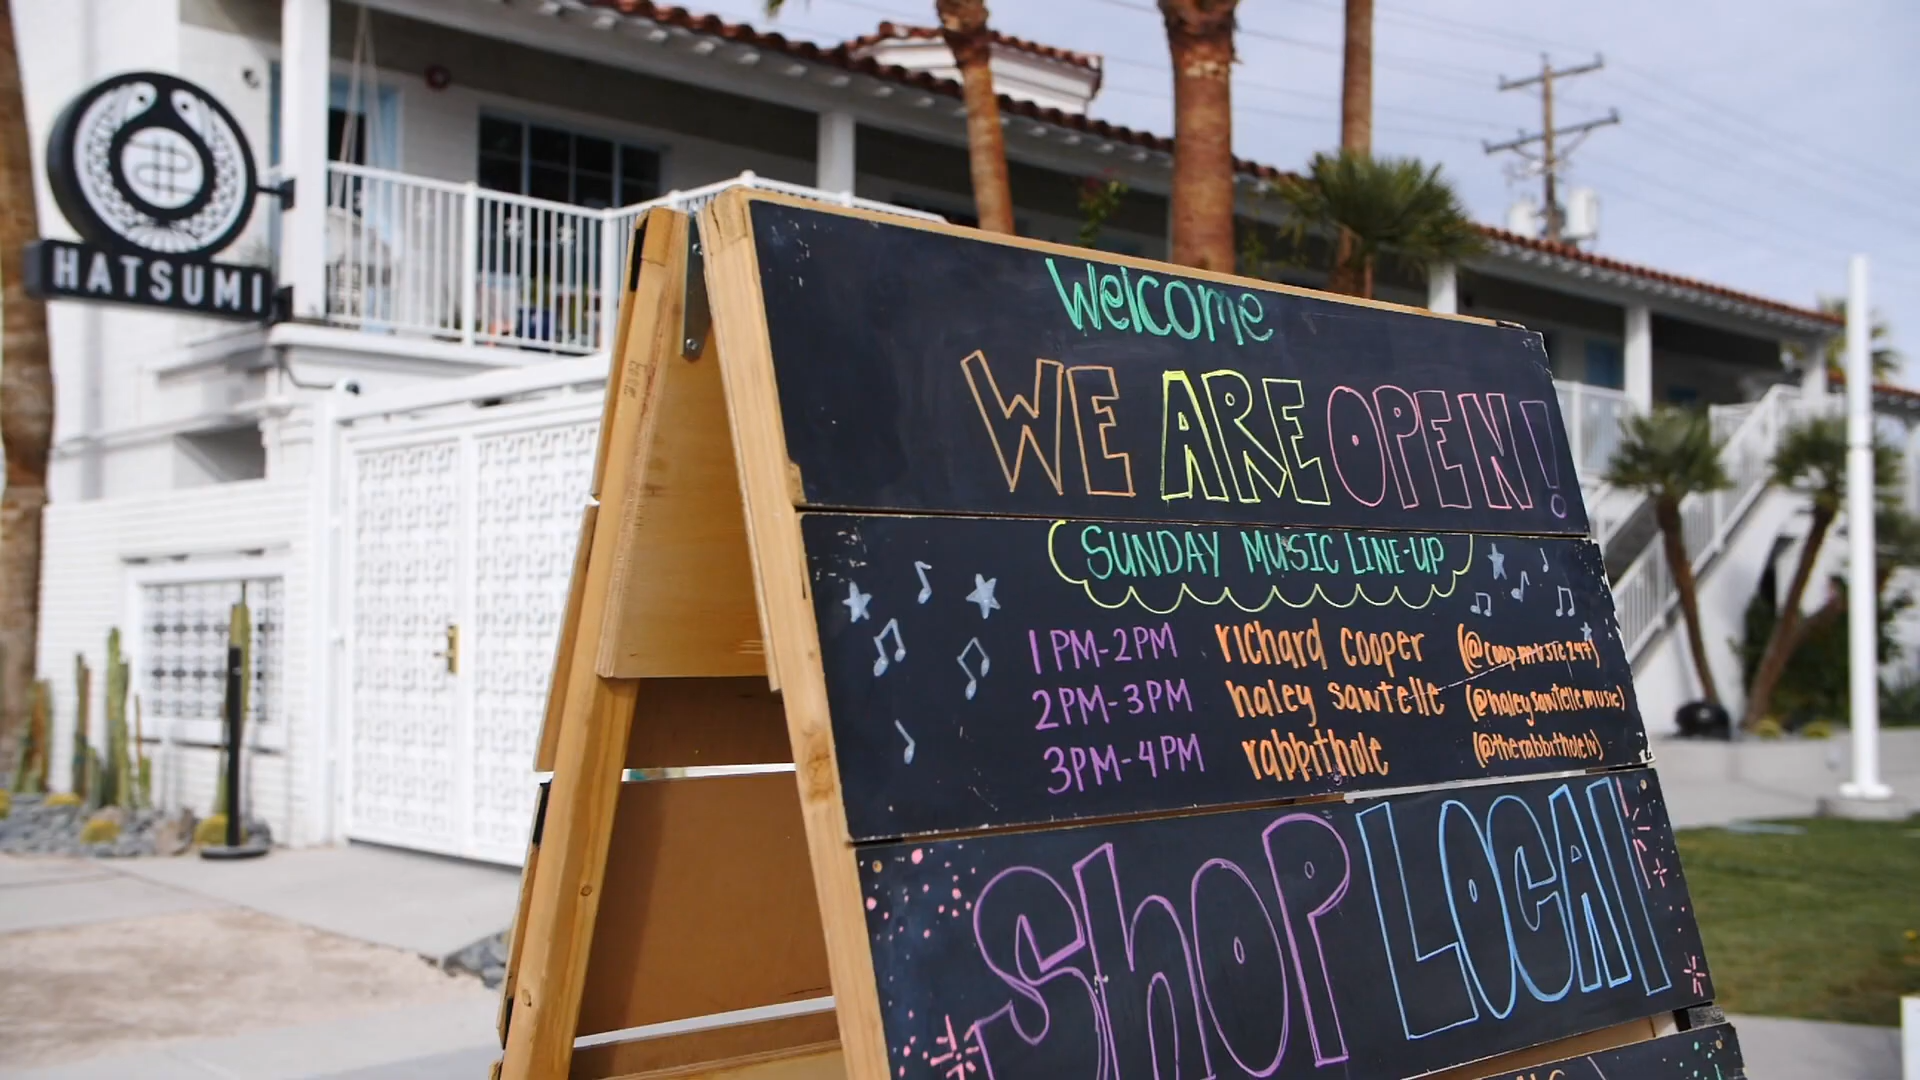 HATSUMI
Welcome
WE ARE OPEN!
SUNDAY MUSIC LINE-UP
1PM-2PM richard cooper (@coopmusic247)
2PM-3PM haley sawtelle (@haleysawtellemusic)
3PM-4PM rabbithole (@therabbitholelv)
ShOP LOCAl